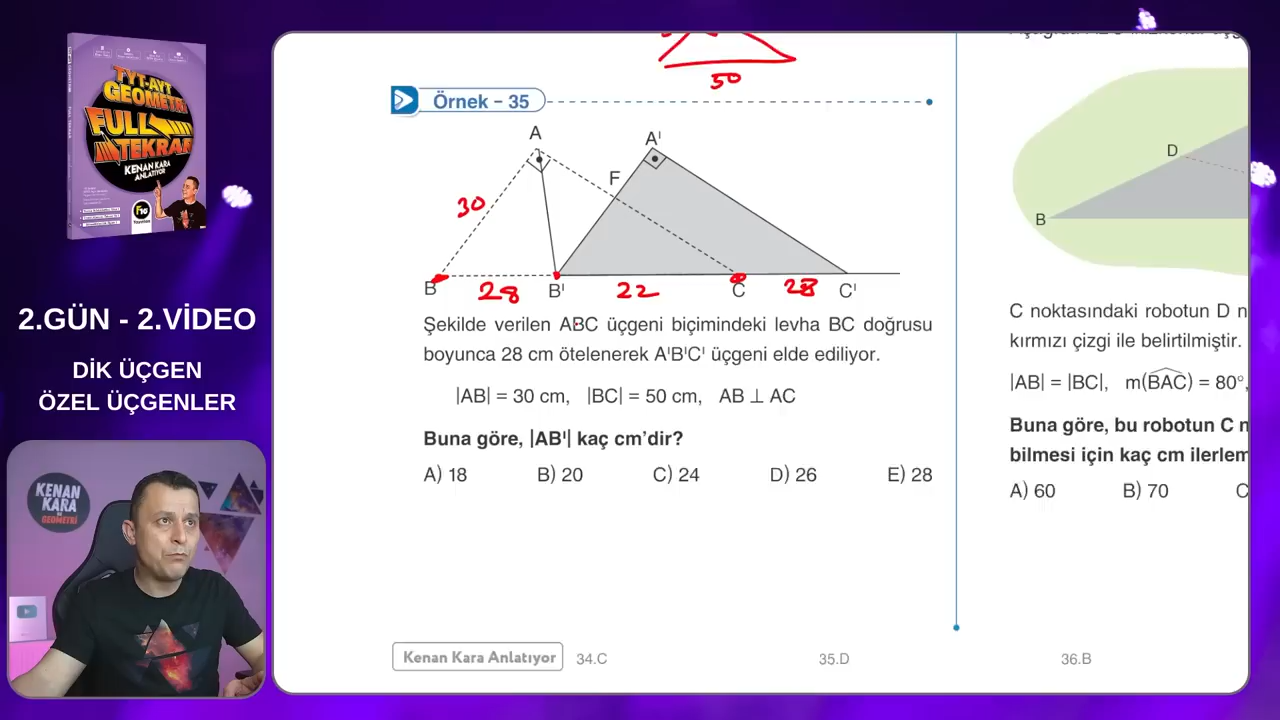 TYT-AYT
GEOMETRİ
FULL
TEKRAR
KENAN KARA
ANLATIYOR
2.GÜN - 2.VİDEO
DİK ÜÇGEN
ÖZEL ÜÇGENLER
KENAN
KARA
GEOMETRİ
50
Örnek – 35
A
A'
F
30
B
28
B'
22
C
28
C'
Şekilde verilen ABC üçgeni biçimindeki levha BC doğrusu
boyunca 28 cm ötelenerek A'B'C' üçgeni elde ediliyor.
|AB| = 30 cm, |BC| = 50 cm, AB ⊥ AC
Buna göre, |AB'| kaç cm'dir?
A) 18 B) 20 C) 24 D) 26 E) 28
Kenan Kara Anlatıyor
34.C 35.D 36.B
D
B
C noktasındaki robotun D n
kırmızı çizgi ile belirtilmiştir.
|AB| = |BC|, m(BAC) = 80°,
Buna göre, bu robotun C n
bilmesi için kaç cm ilerlem
A) 60 B) 70 C